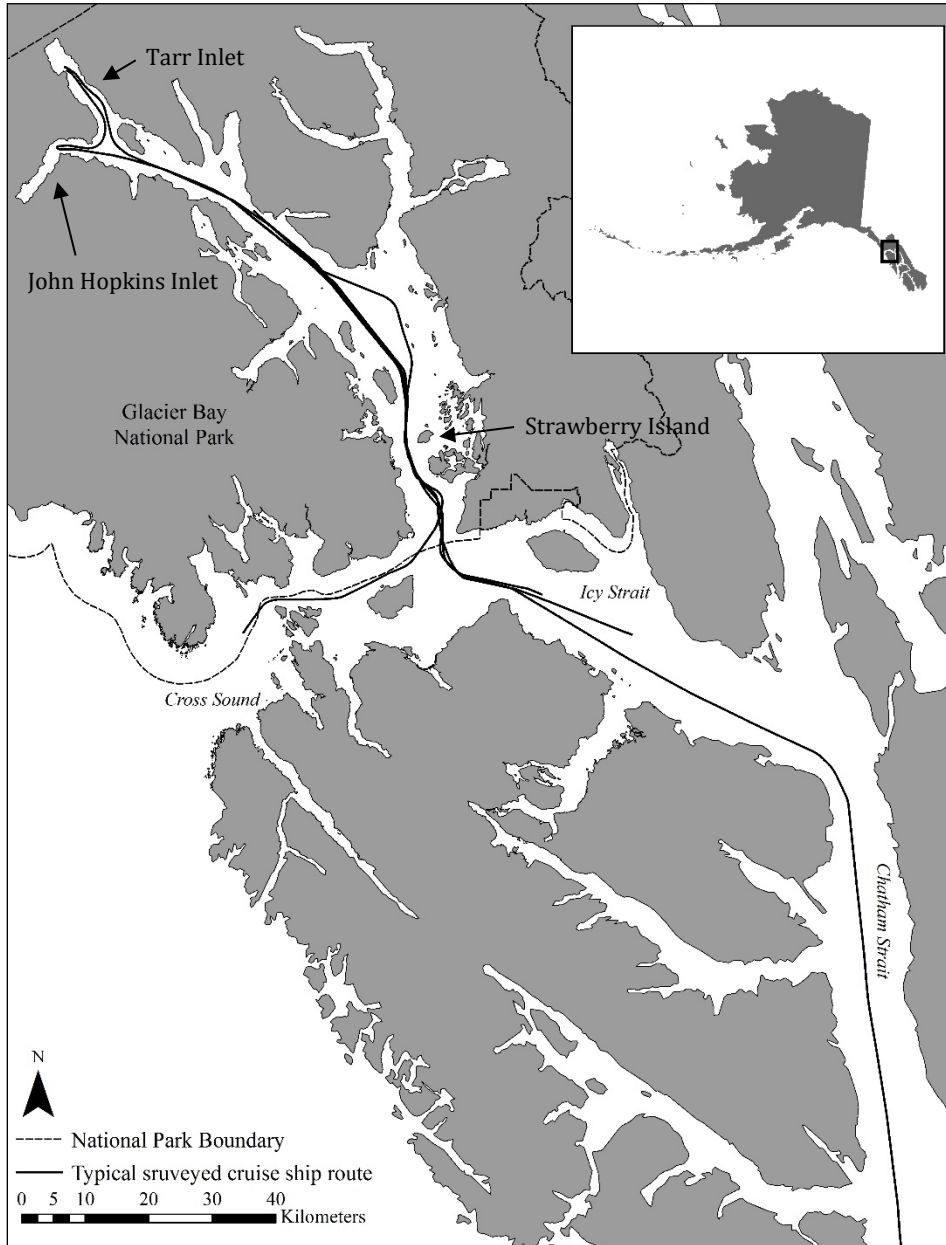 Tarr Inlet
John Hopkins Inlet
Glacier Bay
National Park
Strawberry Island
Icy Strait
Cross Sound
Chatham Strait
N
National Park Boundary
Typical sruveyed cruise ship route
0 5 10 20 30 40
Kilometers